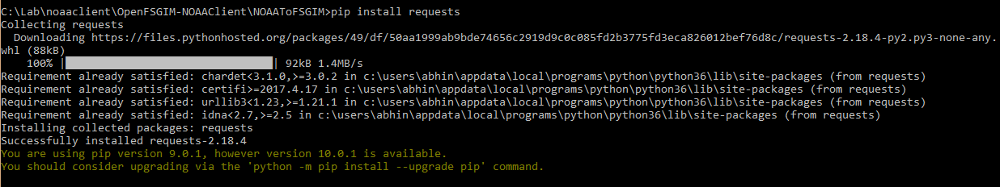 C:\Lab\noaaclient\OpenFSGIM-NOAAClient\NOAAToFSGIM>pip install requests
Collecting requests
  Downloading https://files.pythonhosted.org/packages/49/df/50aa1999ab9bde74656c2919d9c0c085fd2b3775fd3eca826012bef76d8c/requests-2.18.4-py2.py3-none-any.
whl (88kB)
    100% |████████████████████████████████| 92kB 1.4MB/s
Requirement already satisfied: chardet<3.1.0,>=3.0.2 in c:\users\abhin\appdata\local\programs\python\python36\lib\site-packages (from requests)
Requirement already satisfied: certifi>=2017.4.17 in c:\users\abhin\appdata\local\programs\python\python36\lib\site-packages (from requests)
Requirement already satisfied: urllib3<1.23,>=1.21.1 in c:\users\abhin\appdata\local\programs\python\python36\lib\site-packages (from requests)
Requirement already satisfied: idna<2.7,>=2.5 in c:\users\abhin\appdata\local\programs\python\python36\lib\site-packages (from requests)
Installing collected packages: requests
Successfully installed requests-2.18.4
You are using pip version 9.0.1, however version 10.0.1 is available.
You should consider upgrading via the 'python -m pip install --upgrade pip' command.